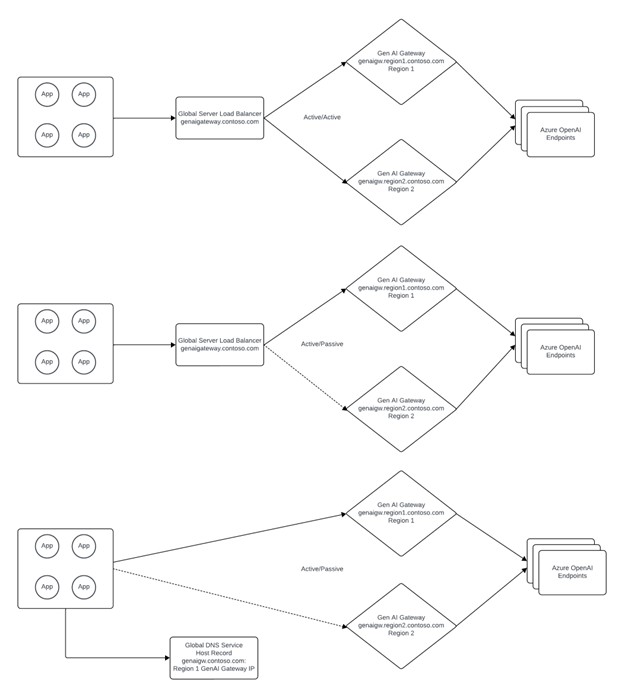 Gen AI Gateway
genaigw.region1.contoso.com
Region 1
App
App
App
App
Global Server Load Balancer
genaigateway.contoso.com
Active/Active
Azure OpenAI
Endpoints
Gen AI Gateway
genaigw.region2.contoso.com
Region 2
Gen AI Gateway
genaigw.region1.contoso.com
Region 1
App
App
App
App
Global Server Load Balancer
genaigateway.contoso.com
Active/Passive
Azure OpenAI
Endpoints
Gen AI Gateway
genaigw.region2.contoso.com
Region 2
Gen AI Gateway
genaigw.region1.contoso.com
Region 1
App
App
App
App
Active/Passive
Azure OpenAI
Endpoints
Gen AI Gateway
genaigw.region2.contoso.com
Region 2
Global DNS Service
Host Record
genaigw.contoso.com:
Region 1 GenAI Gateway IP